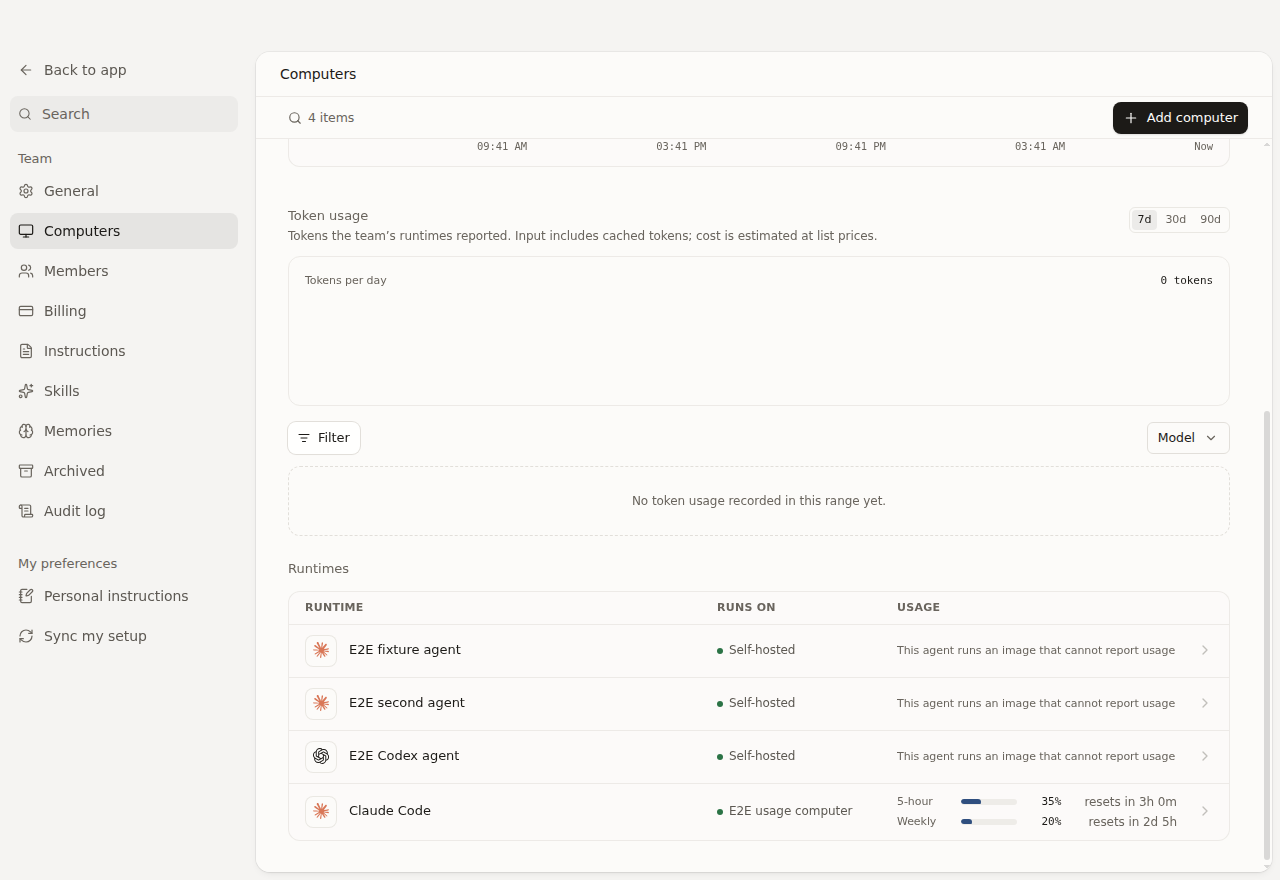 Back to app
Search
Team
General
Computers
Members
Billing
Instructions
Skills
Memories
Archived
Audit log
My preferences
Personal instructions
Sync my setup
Computers
4 items
Add computer
09:41 AM 03:41 PM 09:41 PM 03:41 AM Now
Token usage
7d 30d 90d
Tokens the team’s runtimes reported. Input includes cached tokens; cost is estimated at list prices.
Tokens per day 0 tokens
Filter Model
No token usage recorded in this range yet.
Runtimes
RUNTIME RUNS ON USAGE
E2E fixture agent Self-hosted This agent runs an image that cannot report usage
E2E second agent Self-hosted This agent runs an image that cannot report usage
E2E Codex agent Self-hosted This agent runs an image that cannot report usage
Claude Code E2E usage computer
5-hour 35% resets in 3h 0m
Weekly 20% resets in 2d 5h